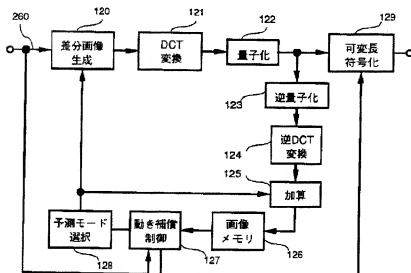 260
120
差分画像
生成
121
DCT
変換
122
量子化
129
可変長
符号化
123
逆量子化
124
逆DCT
変換
125
加算
予測モード
選択
128
動き補償
制御
127
画像
メモリ
126